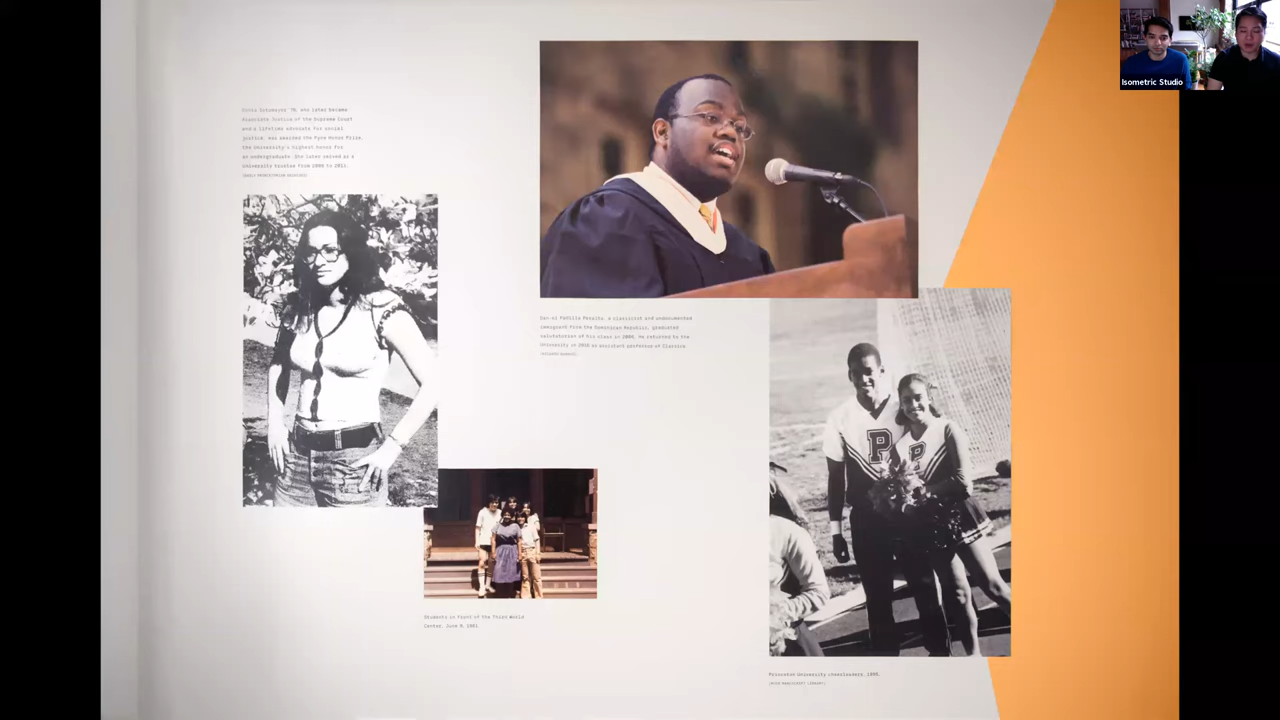 Isometric Studio
Sonia Sotomayor '76, who later became
Associate Justice of the Supreme Court
and a lifetime advocate for social
justice, was awarded the Pyne Honor Prize,
the University's highest honor for
an undergraduate. She later served as a
University trustee from 2006 to 2011.
Dan-el Padilla Peralta, a classicist and undocumented
immigrant from the Dominican Republic, graduated
salutatorian of his class in 2006. He returned to the
University in 2016 as assistant professor of Classics
P
P
Students in front of the Third World
Center, June 9, 1981.
Princeton University cheerleaders,